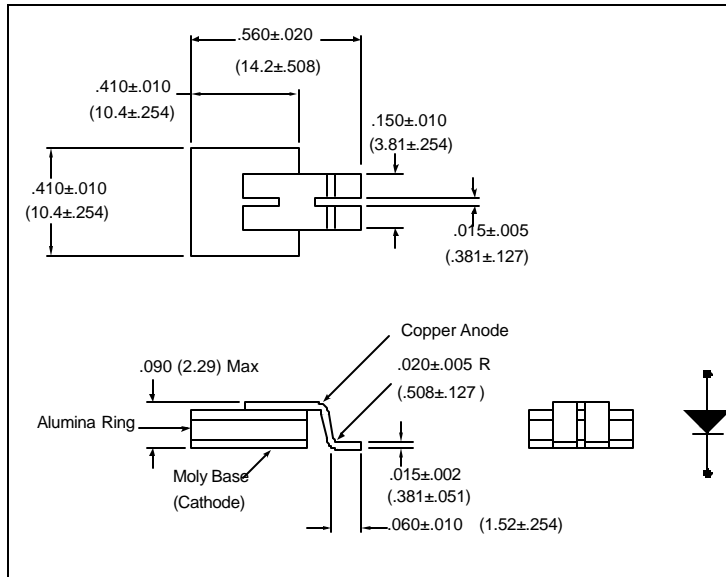 .560±.020
(14.2±.508)
.410±.010
(10.4±.254)
.150±.010
(3.81±.254)
.410±.010
(10.4±.254)
.015±.005
(.381±.127)
Copper Anode
.090 (2.29) Max
.020±.005 R
(.508±.127 )
Alumina Ring
Moly Base
(Cathode)
.015±.002
(.381±.051)
.060±.010 (1.52±.254)